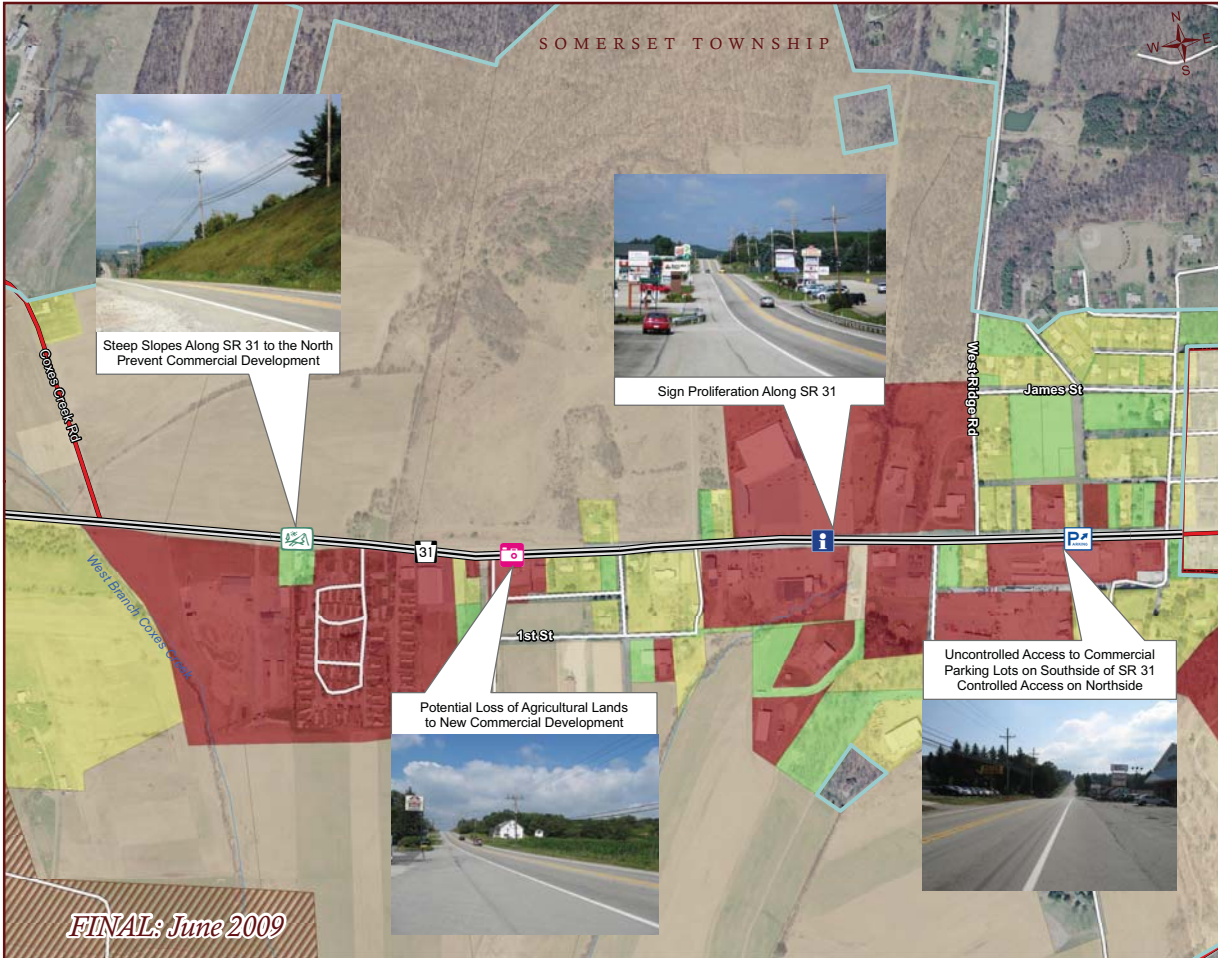 SOMERSET TOWNSHIP
N
W E
S
Steep Slopes Along SR 31 to the North
Prevent Commercial Development
Sign Proliferation Along SR 31
Coxes Creek Rd
West Ridge Rd
James St
31
i
P
PARKING
West Branch Coxes Creek
1st St
Potential Loss of Agricultural Lands
to New Commercial Development
Uncontrolled Access to Commercial
Parking Lots on Southside of SR 31
Controlled Access on Northside
FINAL: June 2009